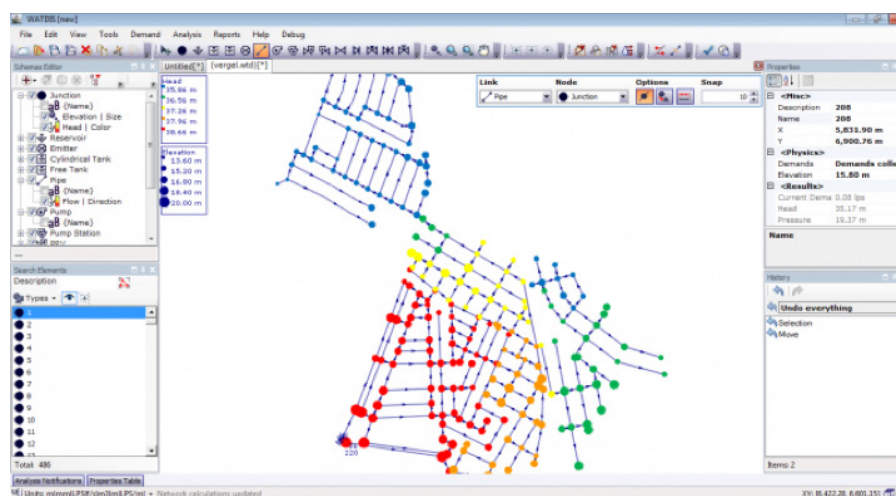 WATDIS [new]
File Edit View Tools Demand Analysis Reports Help Debug
Schemas Editor
Junction
{Name}
Elevation | Size
Head | Color
Reservoir
Emitter
Cylindrical Tank
Free Tank
Pipe
{Name}
Flow | Direction
Pump
{Name}
Pump Station
Search Elements
Description
Types
1
2
3
4
5
6
7
8
9
10
11
12
Total: 486
Analysis Notifications Properties Table
Untitled[*] (vergel.wtd)[*]
Head
35.86 m
36.56 m
37.26 m
37.96 m
38.66 m
Elevation
13.60 m
15.20 m
16.80 m
18.40 m
20.00 m
Link Node Options Snap
Pipe Junction 10
220
Properties
<Misc>
Description 208
Name 208
X 5,831.90 m
Y 6,900.76 m
<Physics>
Demands Demands colle
Elevation 15.80 m
<Results>
Current Dema 0.08 lps
Head 35.17 m
Pressure 19.37 m
Name
History
Undo everything
Selection
Move
Items 2
Network calculations updated